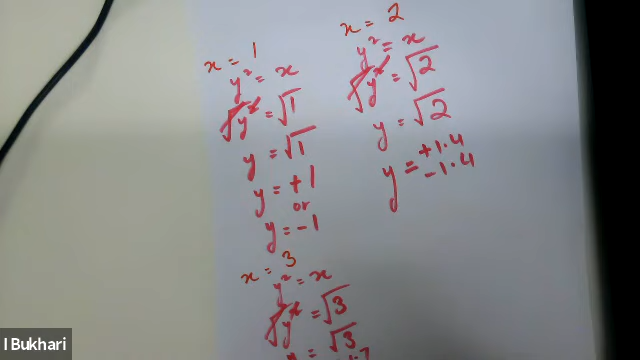 x = 1
y² = x
√y² = √1
y = √1
y = +1
or
y = -1
x = 2
y² = x
√y² = √2
y = √2
y = +1.4
-1.4
x = 3
y² = x
√y² = √3
√3
I Bukhari